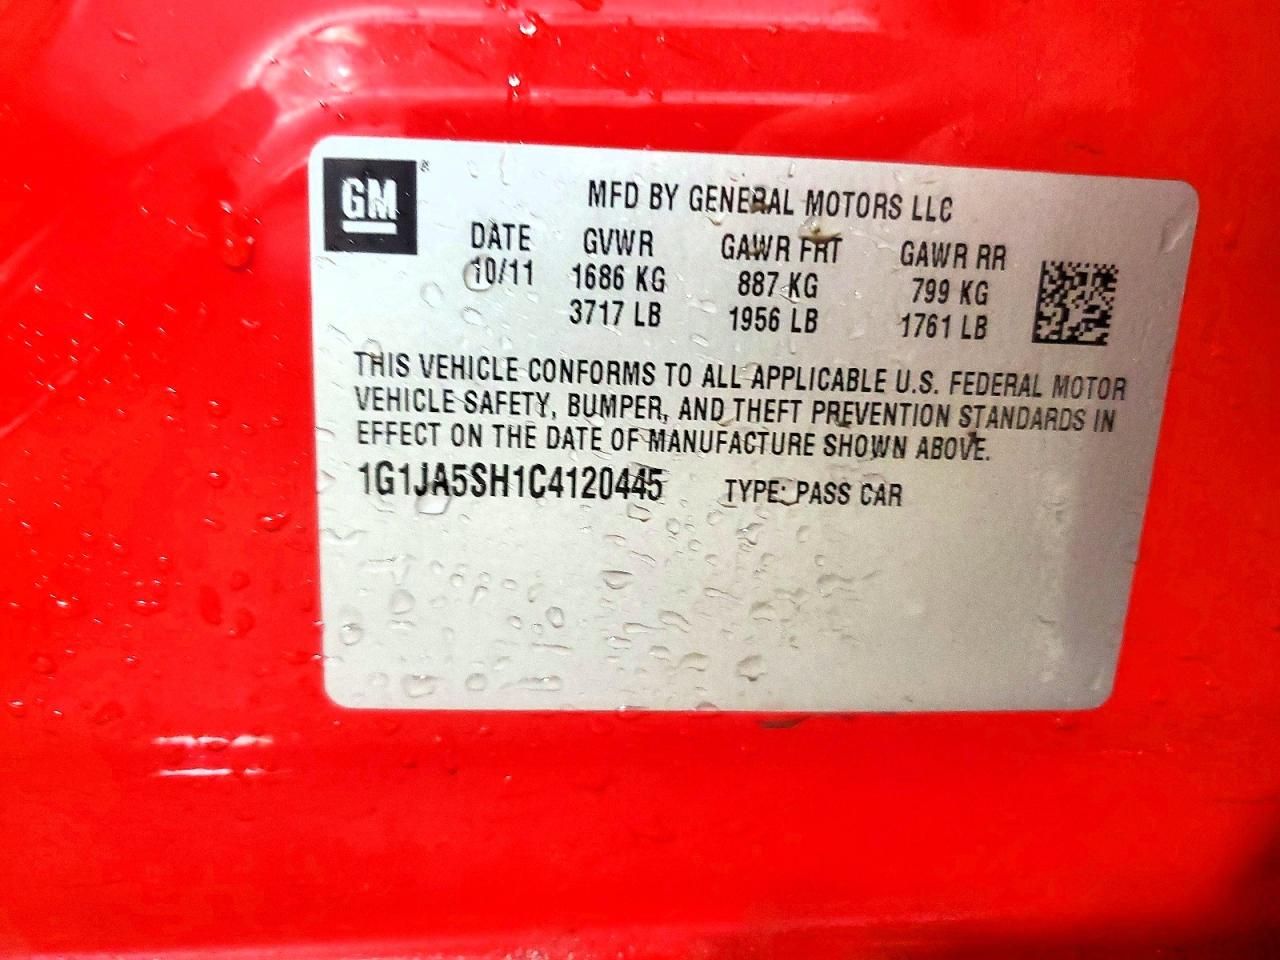 GM®
MFD BY GENERAL MOTORS LLC
DATE GVWR GAWR FRT GAWR RR
10/11 1686 KG 887 KG 799 KG
3717 LB 1956 LB 1761 LB
THIS VEHICLE CONFORMS TO ALL APPLICABLE U.S. FEDERAL MOTOR
VEHICLE SAFETY, BUMPER, AND THEFT PREVENTION STANDARDS IN
EFFECT ON THE DATE OF MANUFACTURE SHOWN ABOVE.
1G1JA5SH1C4120445 TYPE: PASS CAR